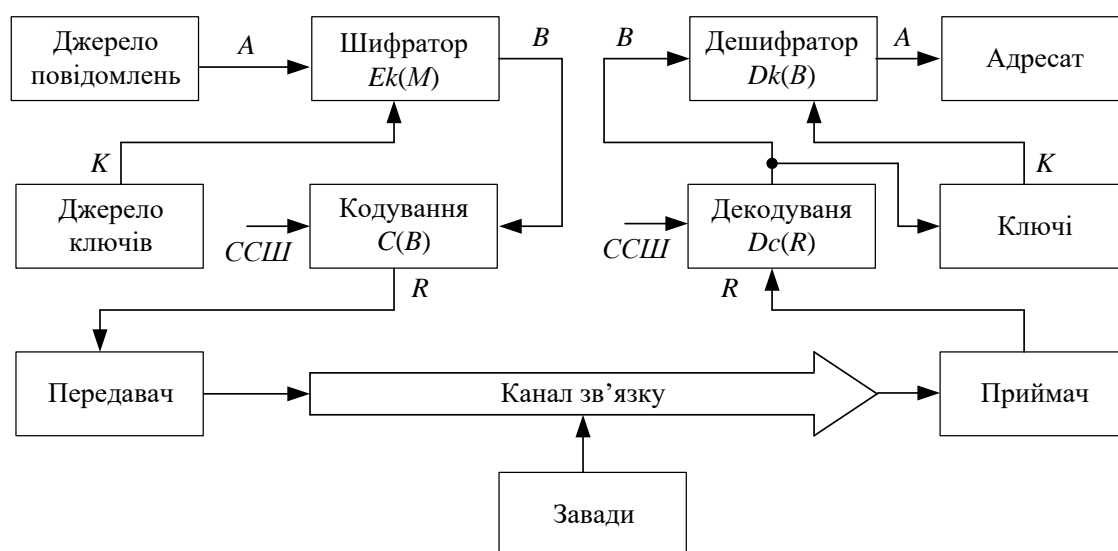 Джерело
повідомлень
A
Шифратор
Ek(M)
B
B
Дешифратор
Dk(B)
A
Адресат
K
K
Джерело
ключів
ССШ
Кодування
C(B)
ССШ
Декодуваня
Dc(R)
Ключі
R
R
Передавач
Канал зв’язку
Приймач
Завади